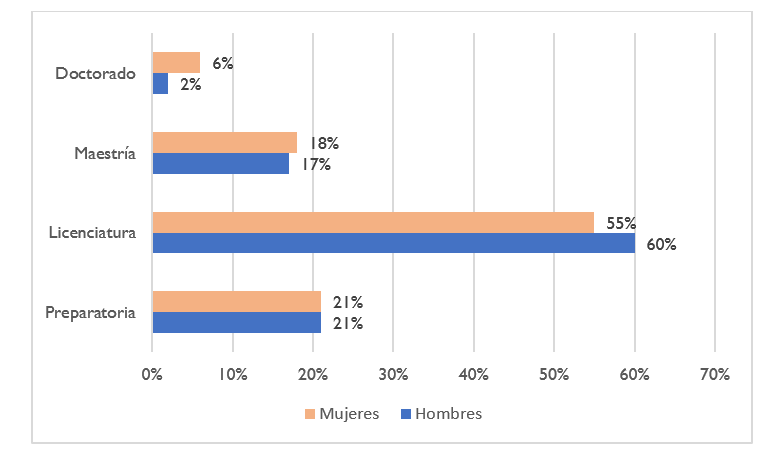 Doctorado
6%
2%
Maestría
18%
17%
Licenciatura
55%
60%
Preparatoria
21%
21%
0% 10% 20% 30% 40% 50% 60% 70%
Mujeres Hombres